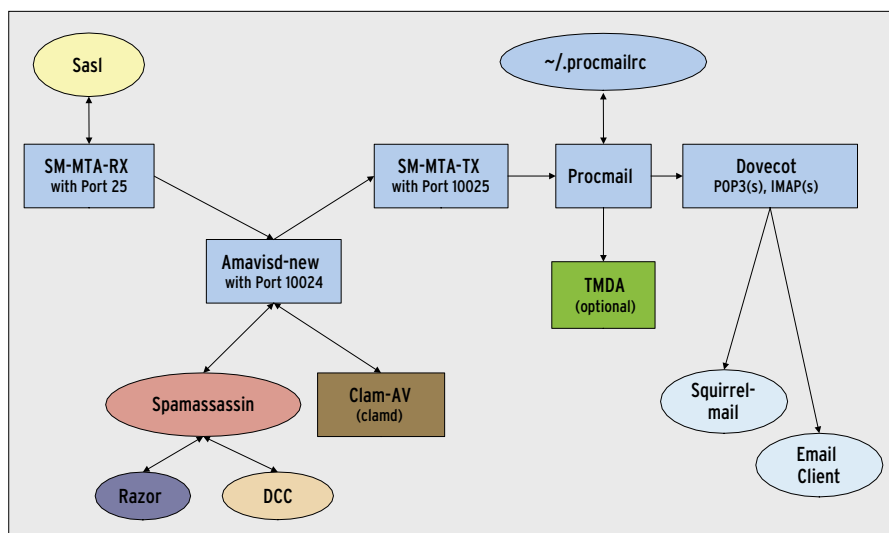 Sasl
~/.procmailrc
SM-MTA-RX
with Port 25
SM-MTA-TX
with Port 10025
Procmail
Dovecot
POP3(s), IMAP(s)
Amavisd-new
with Port 10024
TMDA
(optional)
Spamassassin
Clam-AV
(clamd)
Squirrel-
mail
Razor
DCC
Email
Client